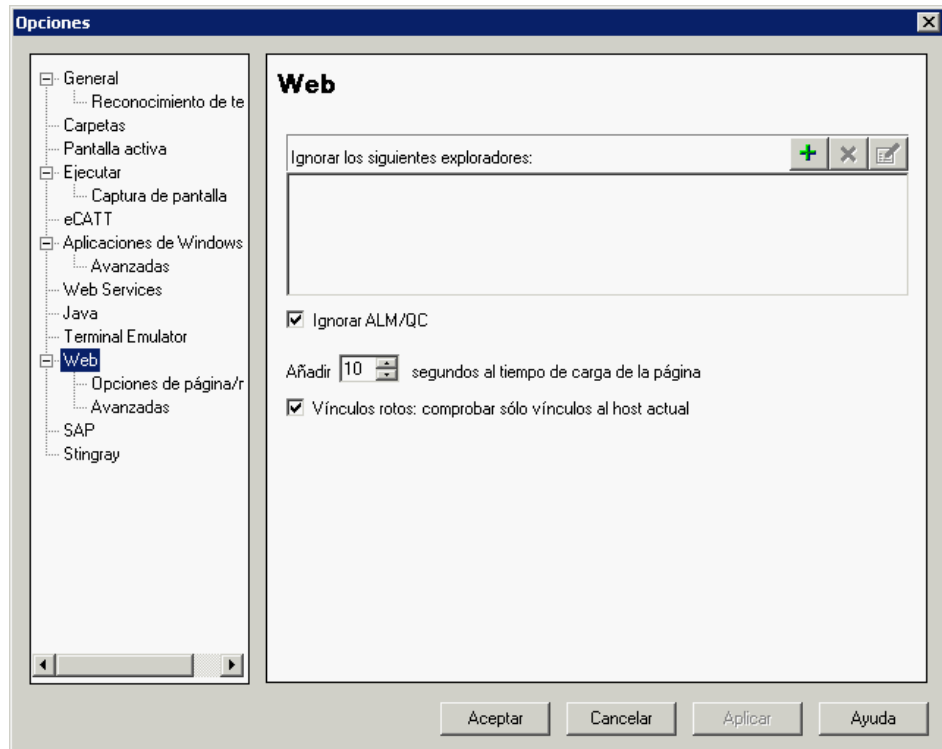 Opciones
General
Reconocimiento de te
Carpetas
Pantalla activa
Ejecutar
Captura de pantalla
eCATT
Aplicaciones de Windows
Avanzadas
Web Services
Java
Terminal Emulator
Web
Opciones de página/r
Avanzadas
SAP
Stingray
Web
Ignorar los siguientes exploradores:
Ignorar ALM/QC
Añadir 10 segundos al tiempo de carga de la página
Vínculos rotos: comprobar sólo vínculos al host actual
Aceptar Cancelar Aplicar Ayuda